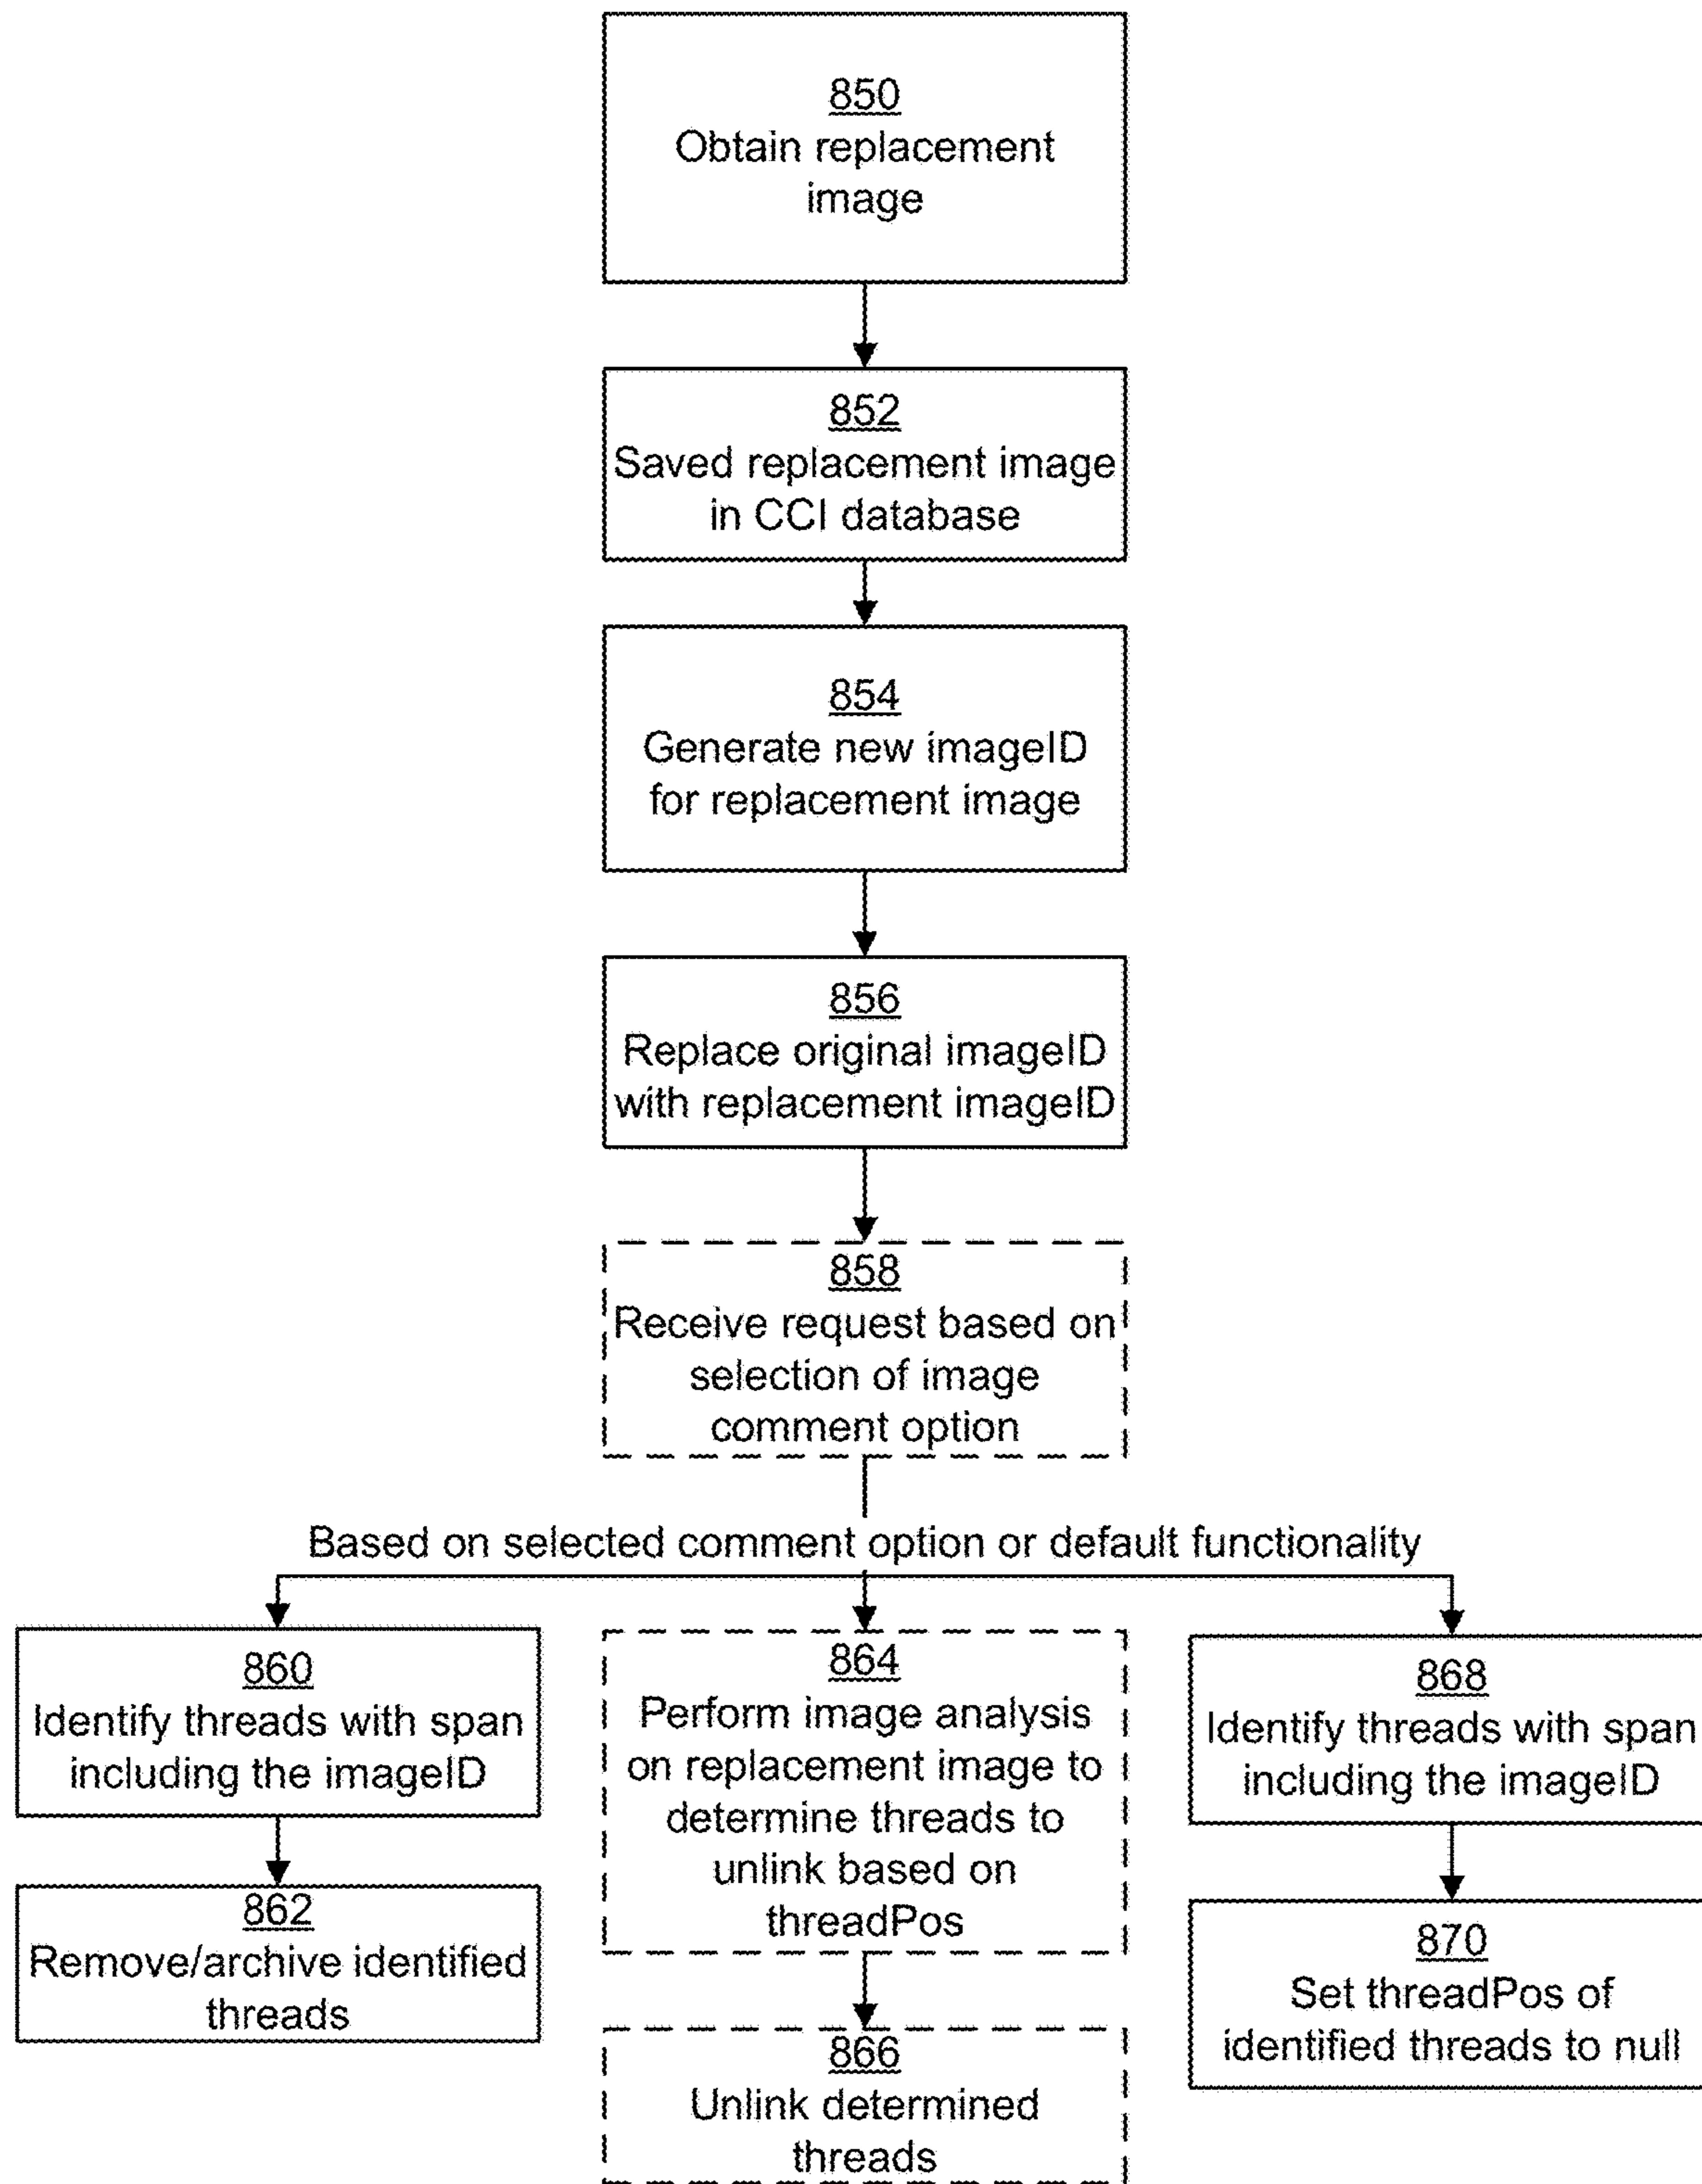 850
Obtain replacement
image
852
Saved replacement image
in CCI database
854
Generate new imageID
for replacement image
856
Replace original imageID
with replacement imageID
858
Receive request based on
selection of image
comment option
Based on selected comment option or default functionality
860
Identify threads with span
including the imageID
862
Remove/archive identified
threads
864
Perform image analysis
on replacement image to
determine threads to
unlink based on
threadPos
866
Unlink determined
threads
868
Identify threads with span
including the imageID
870
Set threadPos of
identified threads to null